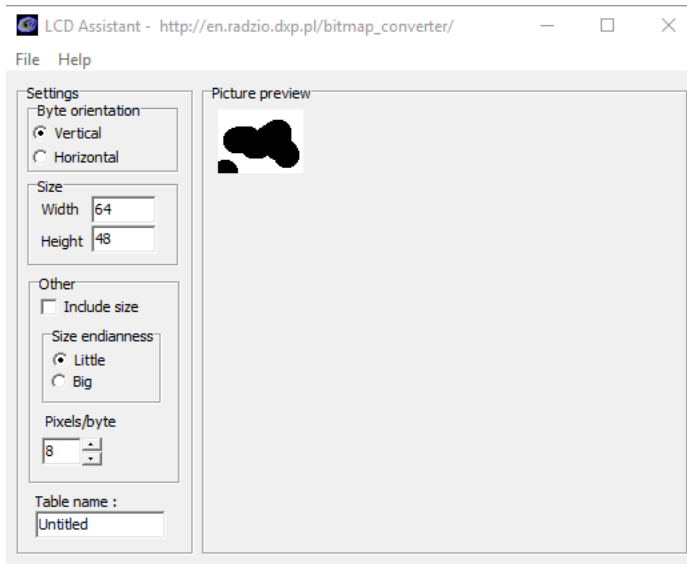 LCD Assistant - http://en.radzio.dxp.pl/bitmap_converter/
File Help
Settings
Byte orientation
Vertical
Horizontal
Size
Width 64
Height 48
Other
Include size
Size endianness
Little
Big
Pixels/byte
8
Table name :
Untitled
Picture preview